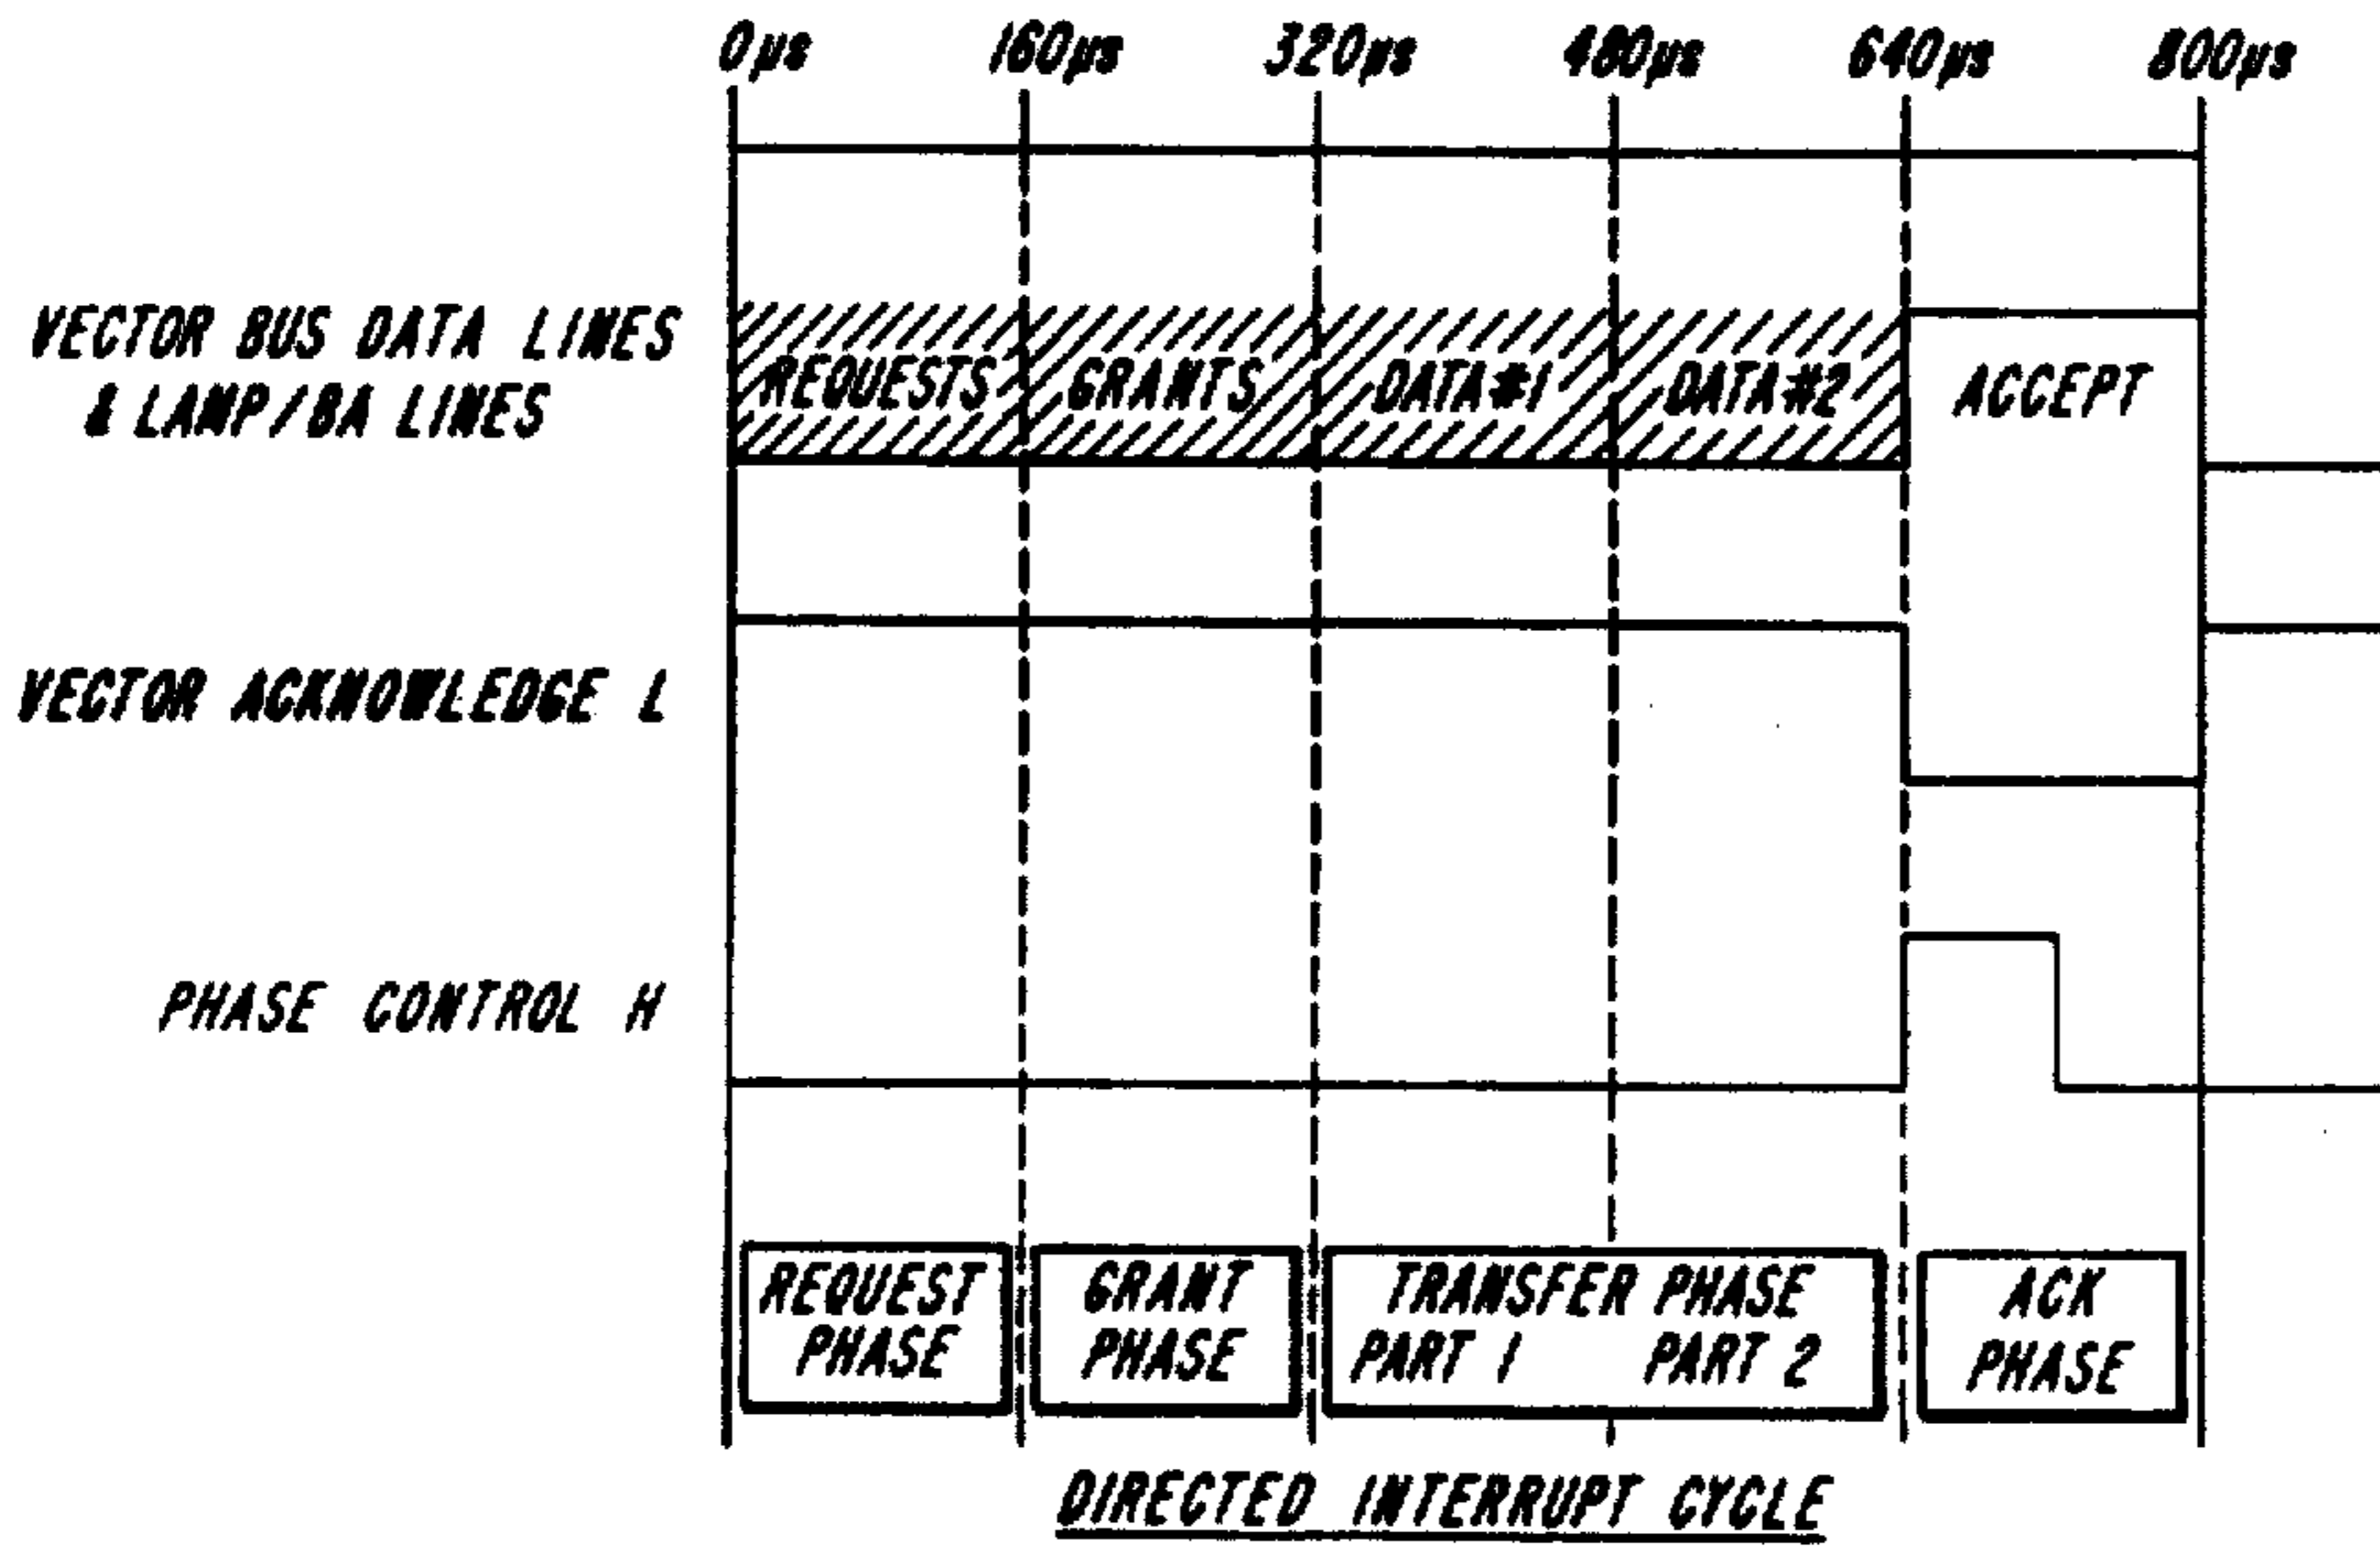 0µs 160µs 320µs 480µs 640µs 800µs
VECTOR BUS DATA LINES
& LAMP/BA LINES
REQUESTS GRANTS DATA#1 DATA#2 ACCEPT
VECTOR ACKNOWLEDGE L
PHASE CONTROL H
REQUEST
PHASE
GRANT
PHASE
TRANSFER PHASE
PART 1 PART 2
ACK
PHASE
DIRECTED INTERRUPT CYCLE